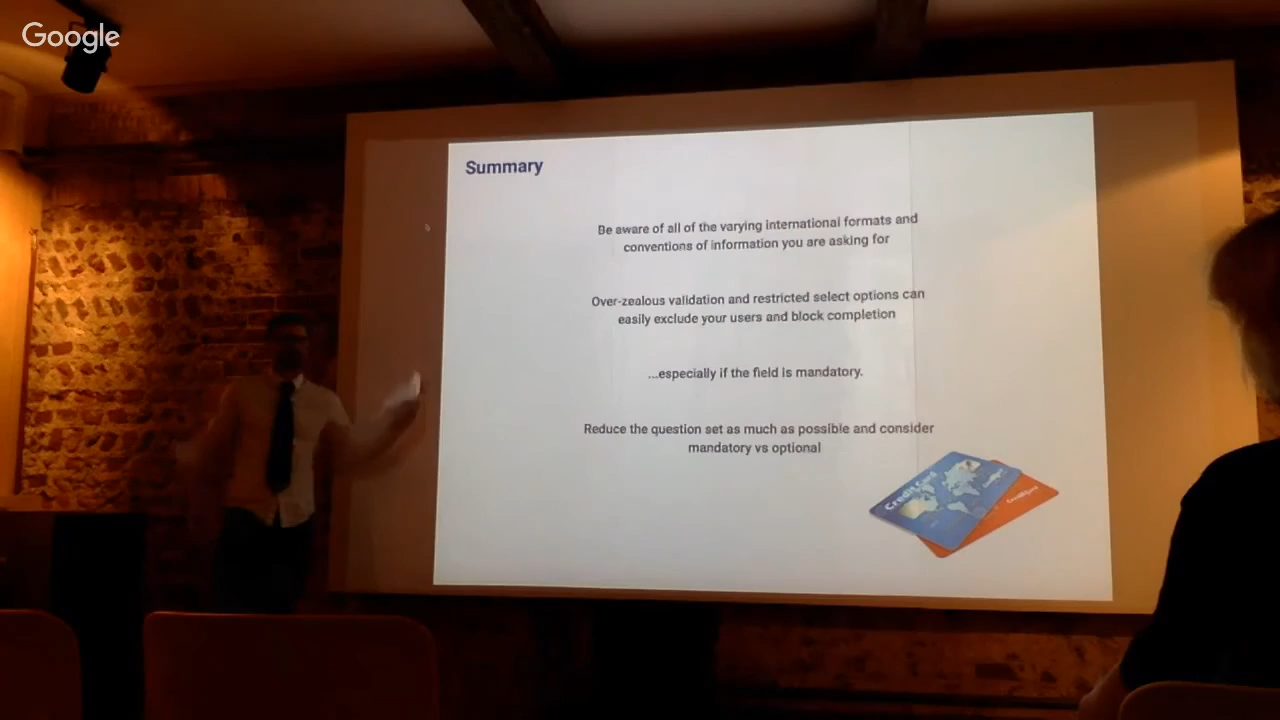 Google
Summary
Be aware of all of the varying international formats and
conventions of information you are asking for
Over-zealous validation and restricted select options can
easily exclude your users and block completion
...especially if the field is mandatory.
Reduce the question set as much as possible and consider
mandatory vs optional
Credit Card